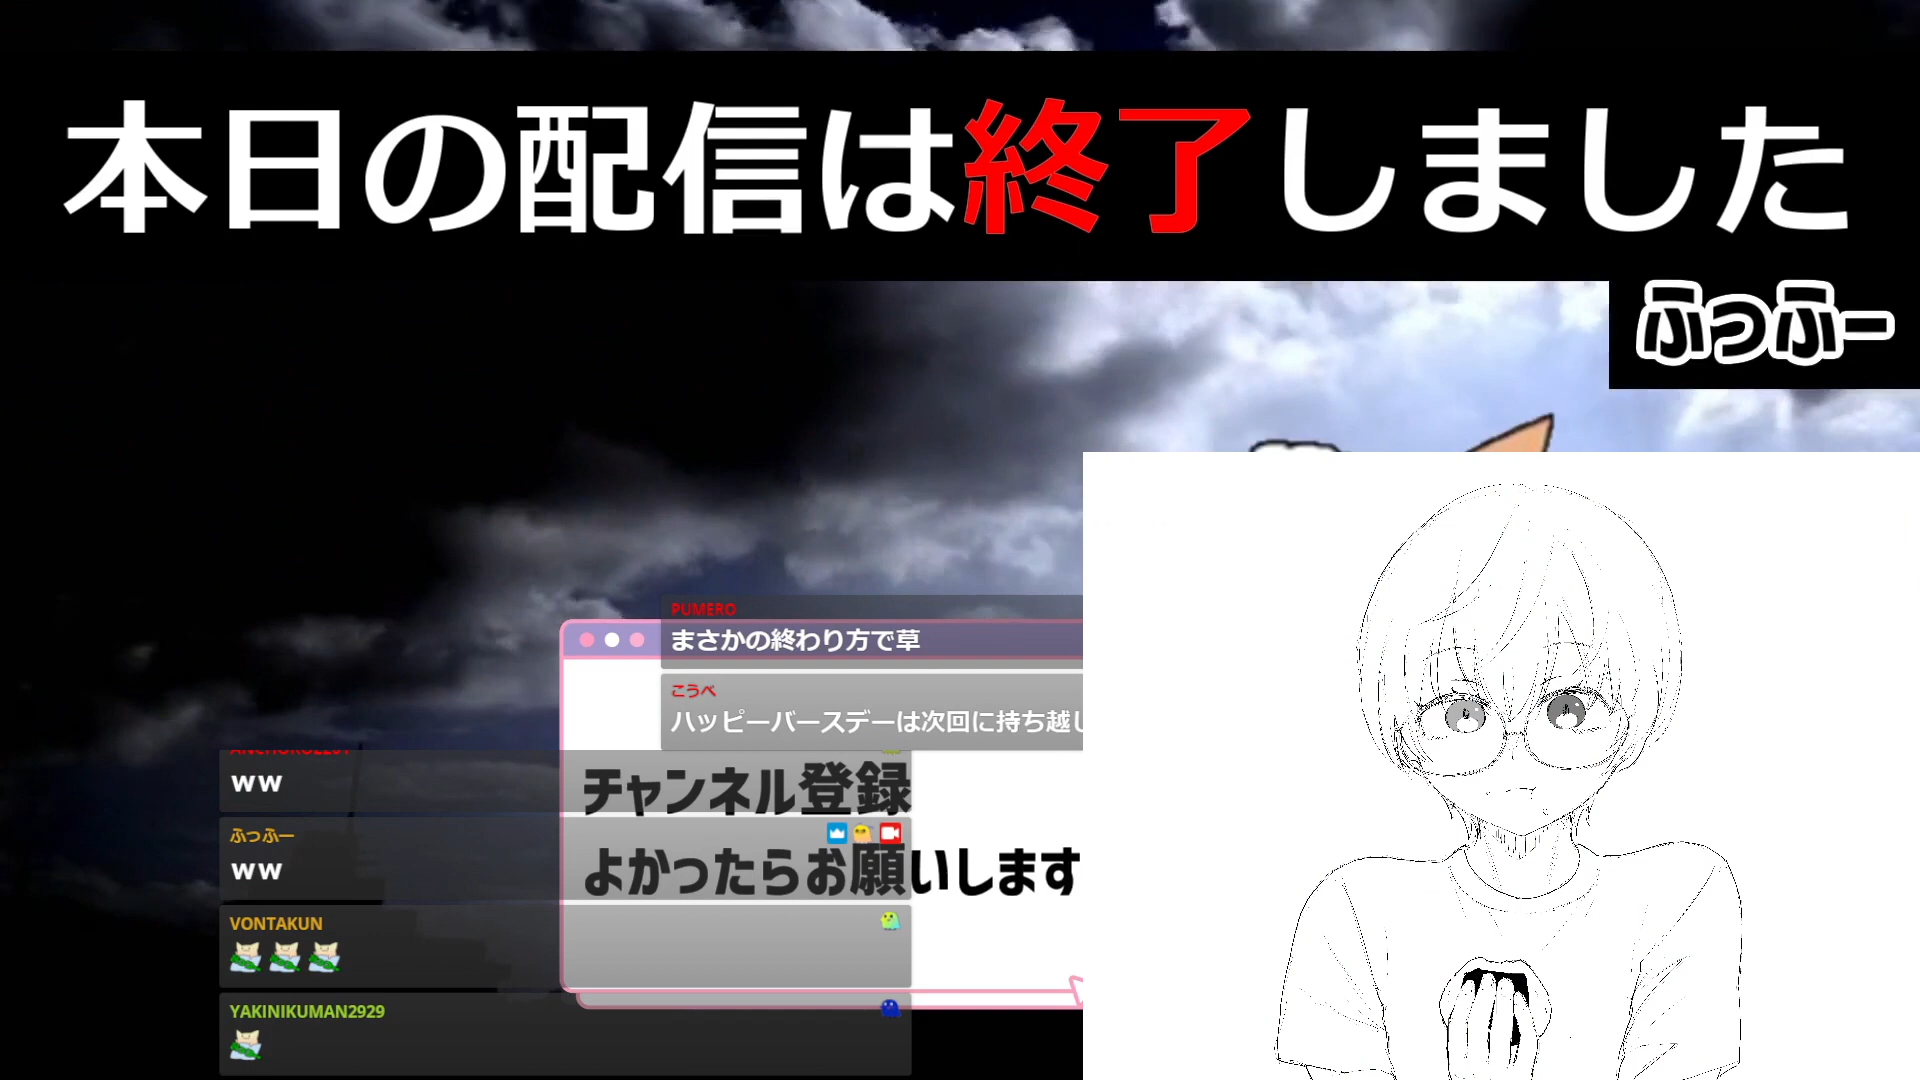 本日の配信は終了しました
ふっふー
PUMERO
まさかの終わり方で草
こうべ
ハッピーバースデーは次回に持ち越し
ww
チャンネル登録
ふっふー
ww
よかったらお願いします
VONTAKUN
YAKINIKUMAN2929